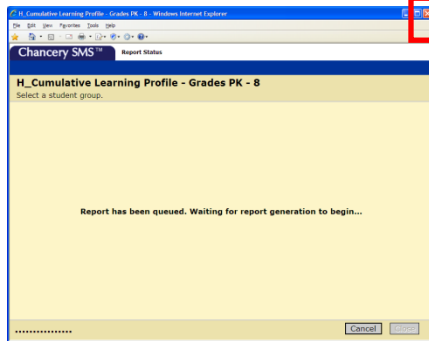 H_Cumulative Learning Profile - Grades PK - 8 - Windows Internet Explorer
File Edit View Favorites Tools Help
Chancery SMS™ Report Status
H_Cumulative Learning Profile - Grades PK - 8
Select a student group.
Report has been queued. Waiting for report generation to begin...
Cancel Close